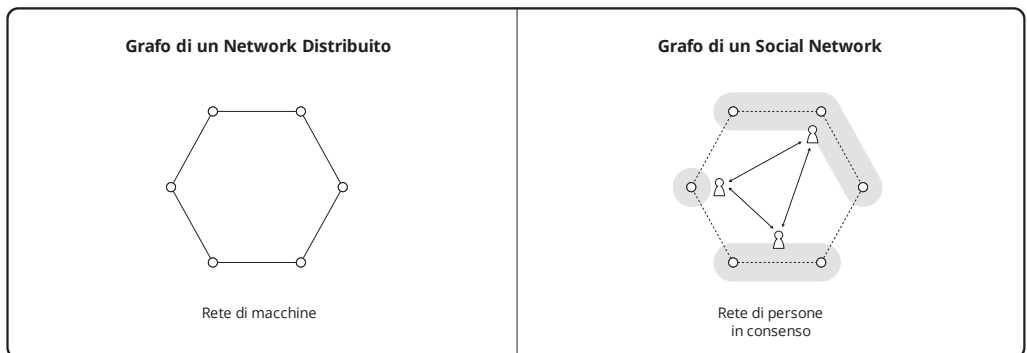 Grafo di un Network Distribuito
Rete di macchine
Grafo di un Social Network
Rete di persone
in consenso